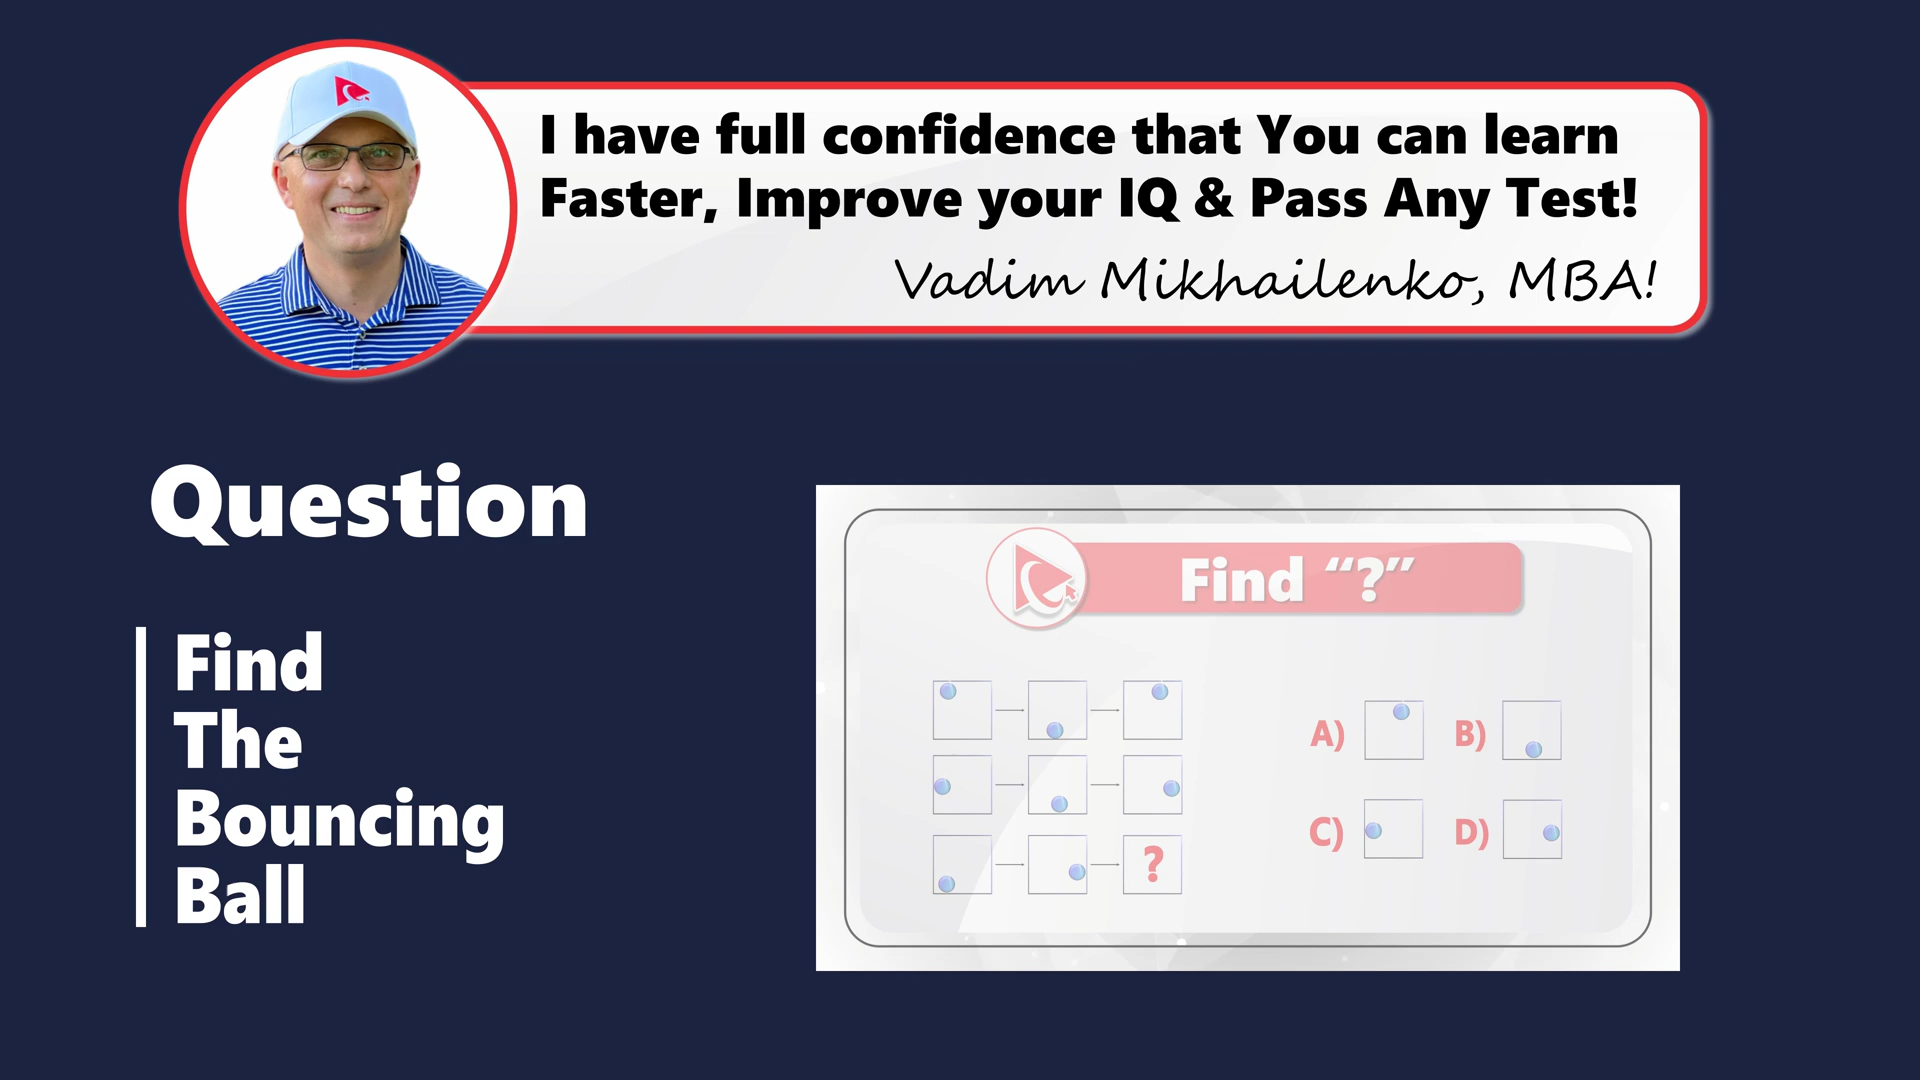 I have full confidence that You can learn
Faster, Improve your IQ & Pass Any Test!
Vadim Mikhailenko, MBA!
Question
Find
The
Bouncing
Ball
Find “?”
?
A)
B)
C)
D)